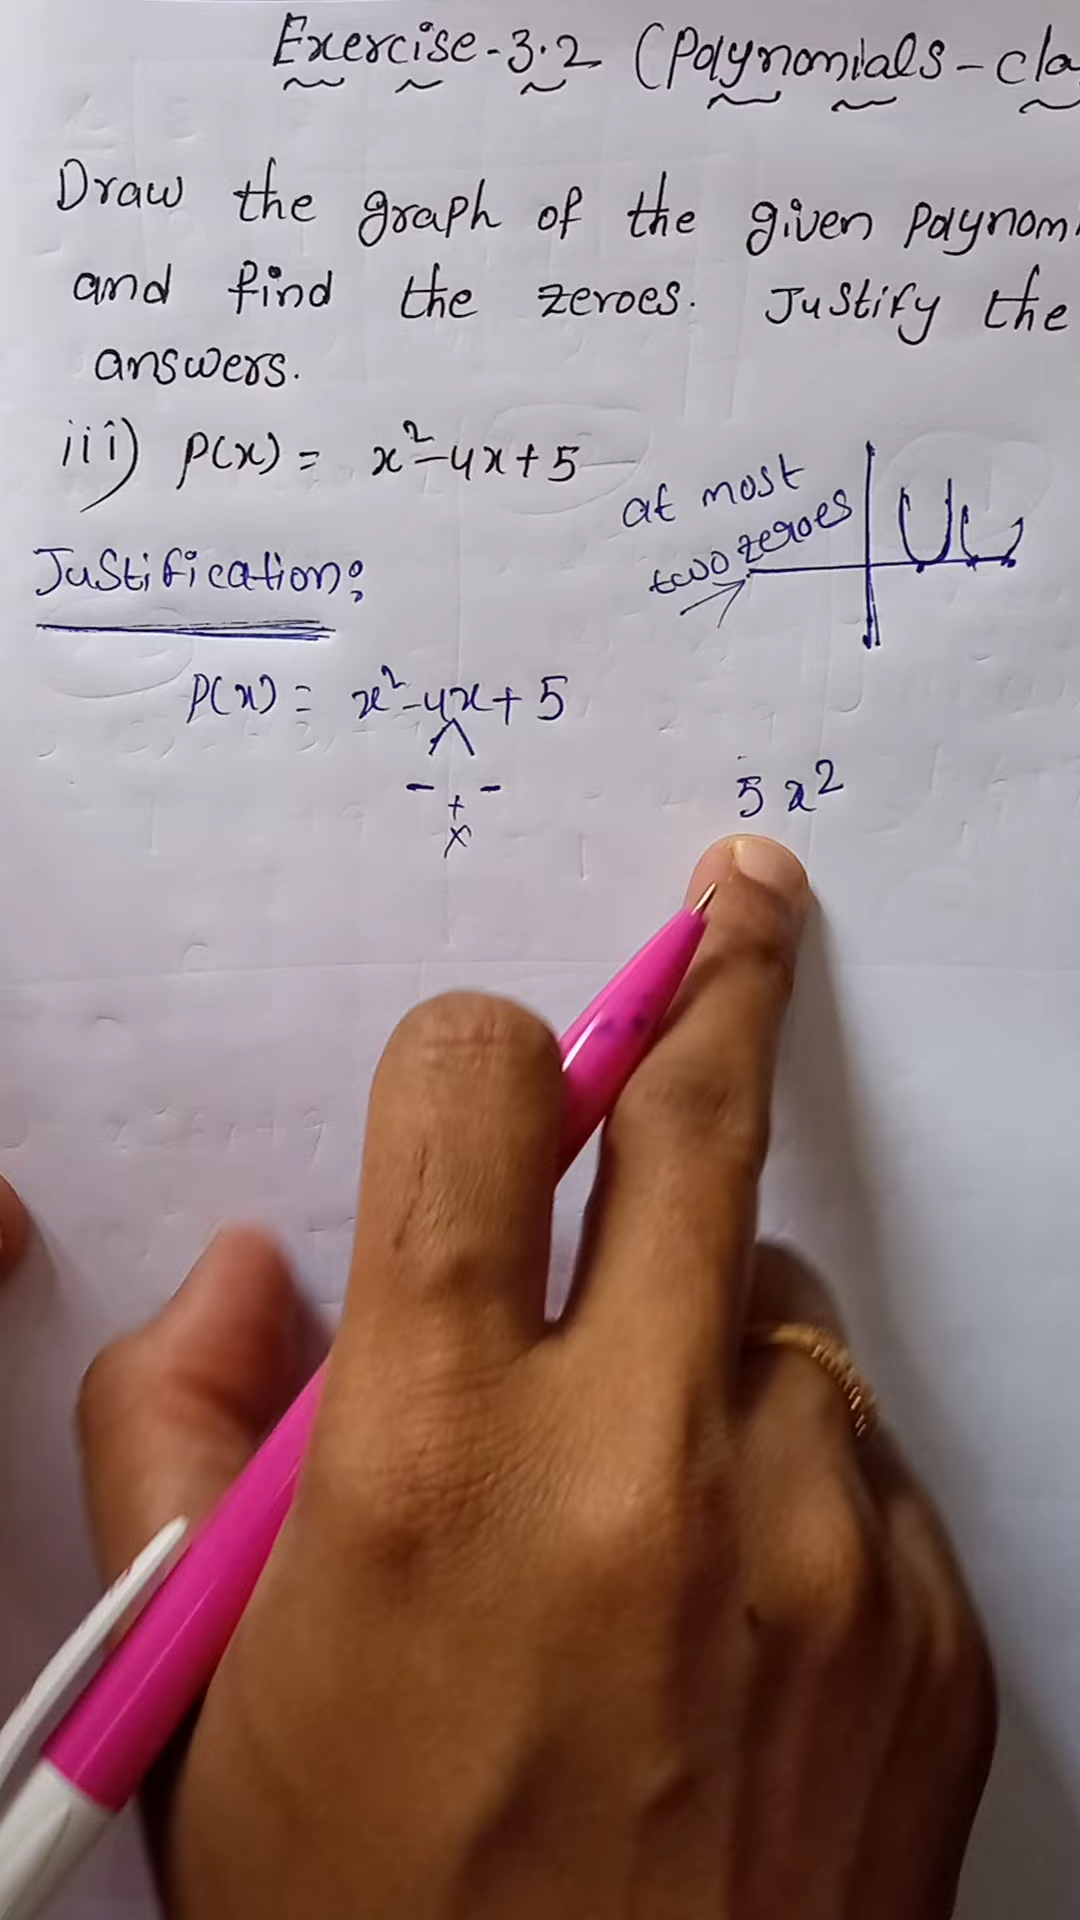 Exercise-3.2 (Polynomials-cla
Draw the graph of the given polynomi
and find the zeroes. Justify the
answers.
iii) P(x) = x²-4x+5
at most
two zeroes
Justification:
P(x) = x²-4x+5
- -
+
x
5x²